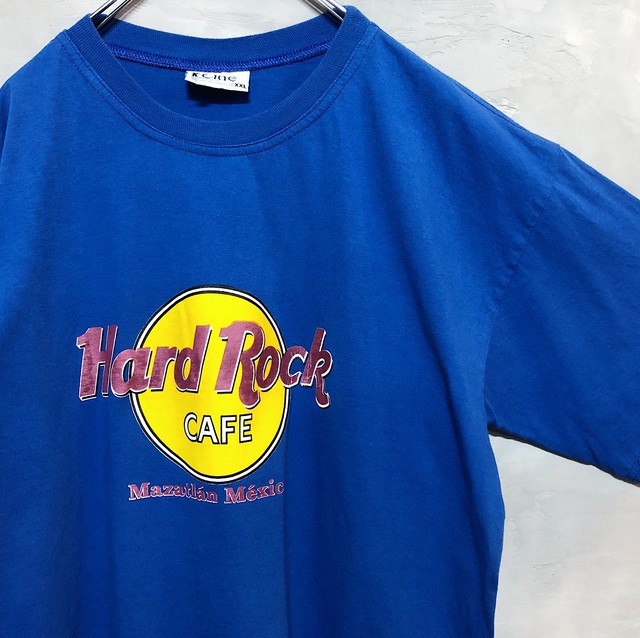 XXL
Hard Rock
CAFE
Mazatlán Méxic